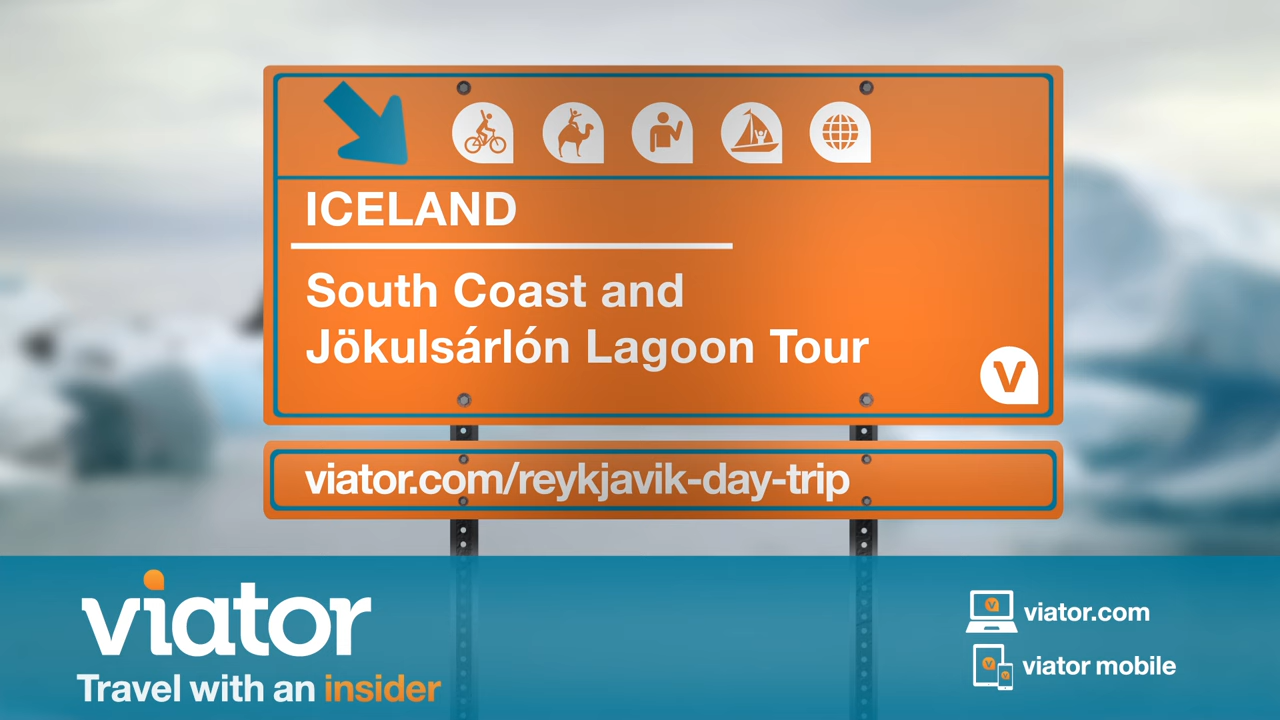 ICELAND
South Coast and
Jökulsárlón Lagoon Tour
V
viator.com/reykjavik-day-trip
viator
Travel with an insider
V viator.com
V V viator mobile